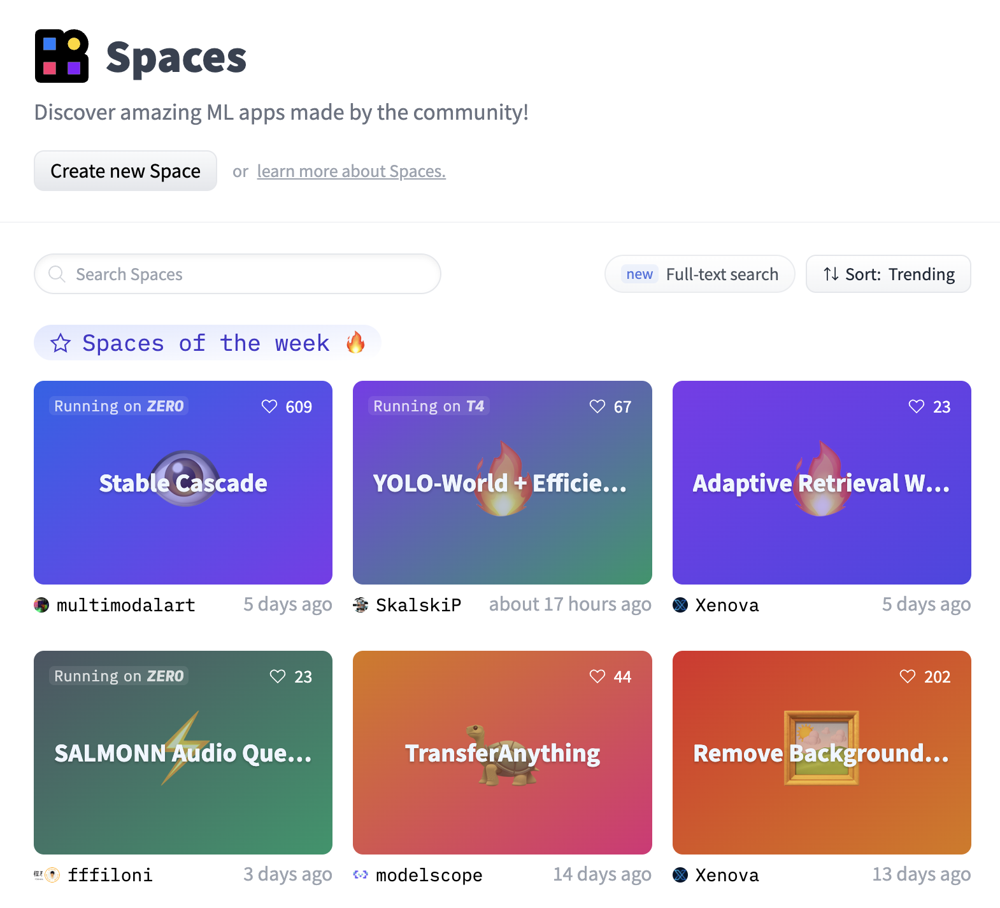 Spaces
Discover amazing ML apps made by the community!
Create new Space or learn more about Spaces.
Search Spaces
new Full-text search
Sort: Trending
Spaces of the week
Running on ZERO 609
Stable Cascade
multimodalart 5 days ago
Running on T4 67
YOLO-World + Efficie...
SkalskiP about 17 hours ago
23
Adaptive Retrieval W...
Xenova 5 days ago
Running on ZERO 23
SALMONN Audio Que...
fffiloni 3 days ago
44
TransferAnything
modelscope 14 days ago
202
Remove Background...
Xenova 13 days ago